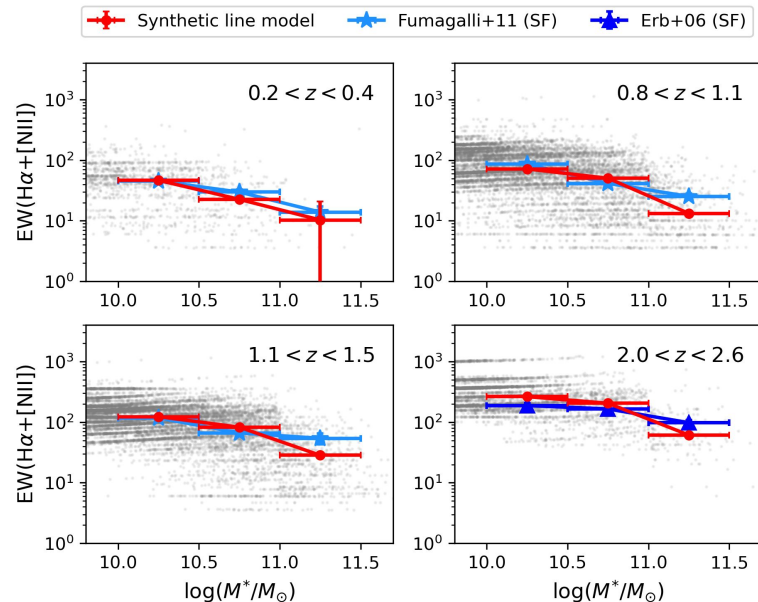 Synthetic line model Fumagalli+11 (SF) Erb+06 (SF)
0.2 < z < 0.4
EW(Hα+[NII])
10³
10²
10¹
10⁰
10.0 10.5 11.0 11.5
0.8 < z < 1.1
10³
10²
10¹
10⁰
10.0 10.5 11.0 11.5
1.1 < z < 1.5
EW(Hα+[NII])
10³
10²
10¹
10⁰
10.0 10.5 11.0 11.5
log(M*/M⊙)
2.0 < z < 2.6
10³
10²
10¹
10⁰
10.0 10.5 11.0 11.5
log(M*/M⊙)